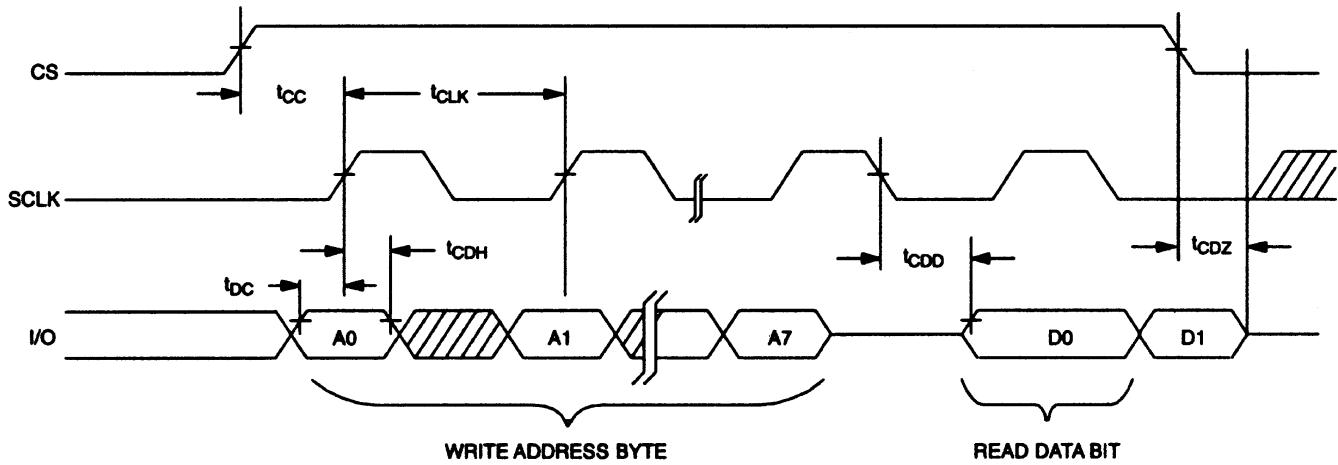 CS
tCC
tCLK
SCLK
tCDH
tCDD
tCDZ
tDC
I/O
A0
A1
A7
D0
D1
WRITE ADDRESS BYTE
READ DATA BIT